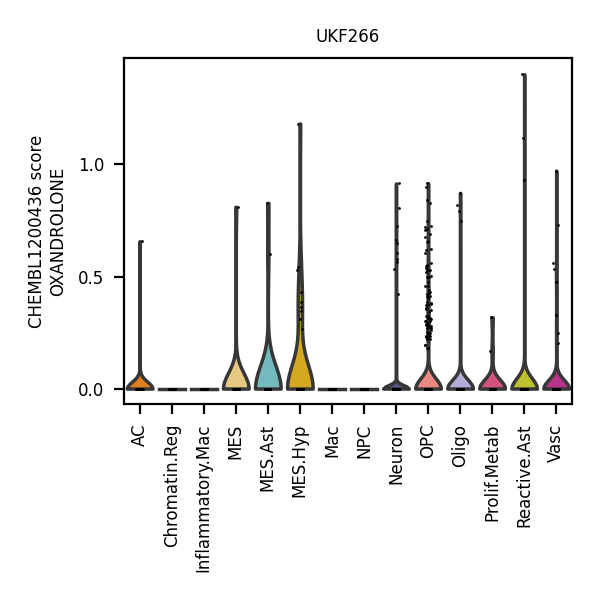 UKF266
CHEMBL1200436 score
OXANDROLONE
1.0
0.5
0.0
AC
Chromatin.Reg
Inflammatory.Mac
MES
MES.Ast
MES.Hyp
Mac
NPC
Neuron
OPC
Oligo
Prolif.Metab
Reactive.Ast
Vasc